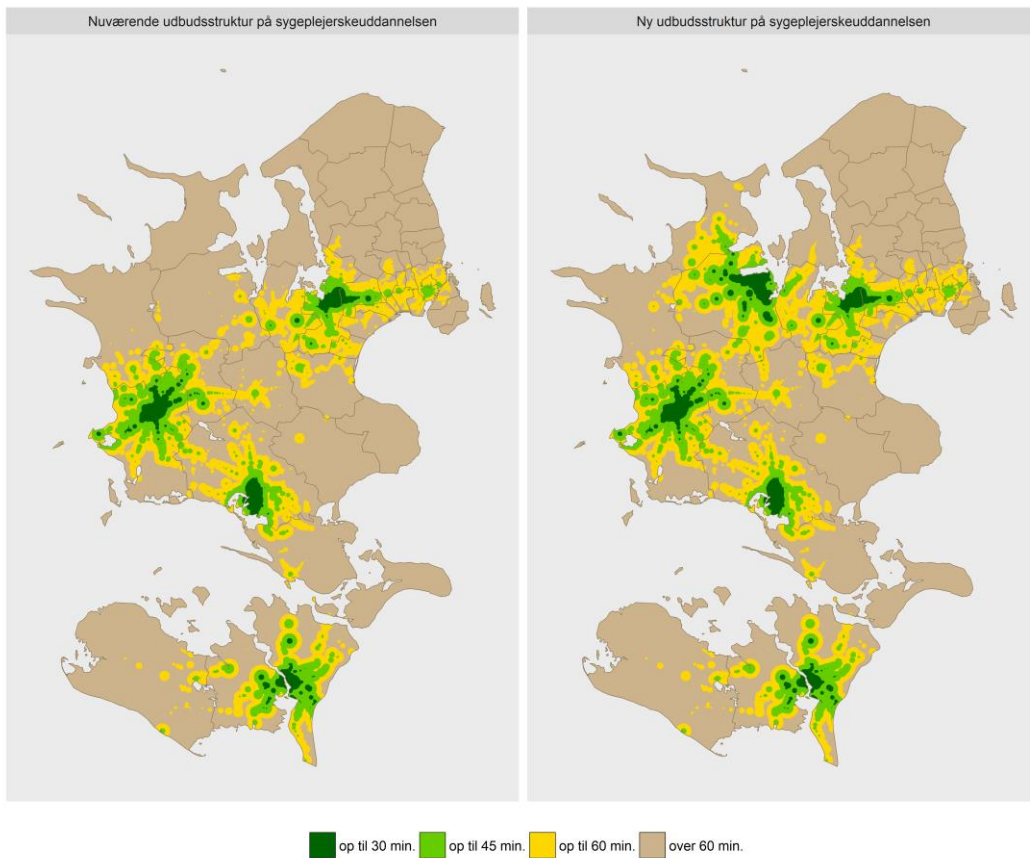 Nuværende udbudsstruktur på sygeplejerskeuddannelsen
Ny udbudsstruktur på sygeplejerskeuddannelsen
op til 30 min.
op til 45 min.
op til 60 min.
over 60 min.